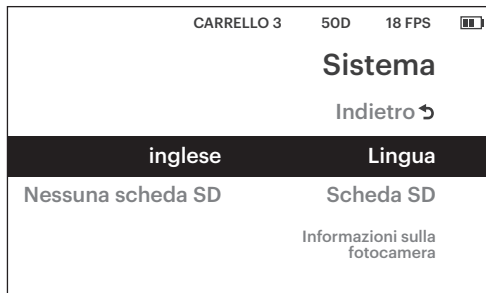 CARRELLO 3 50D 18 FPS
Sistema
Indietro
inglese Lingua
Nessuna scheda SD Scheda SD
Informazioni sulla
fotocamera